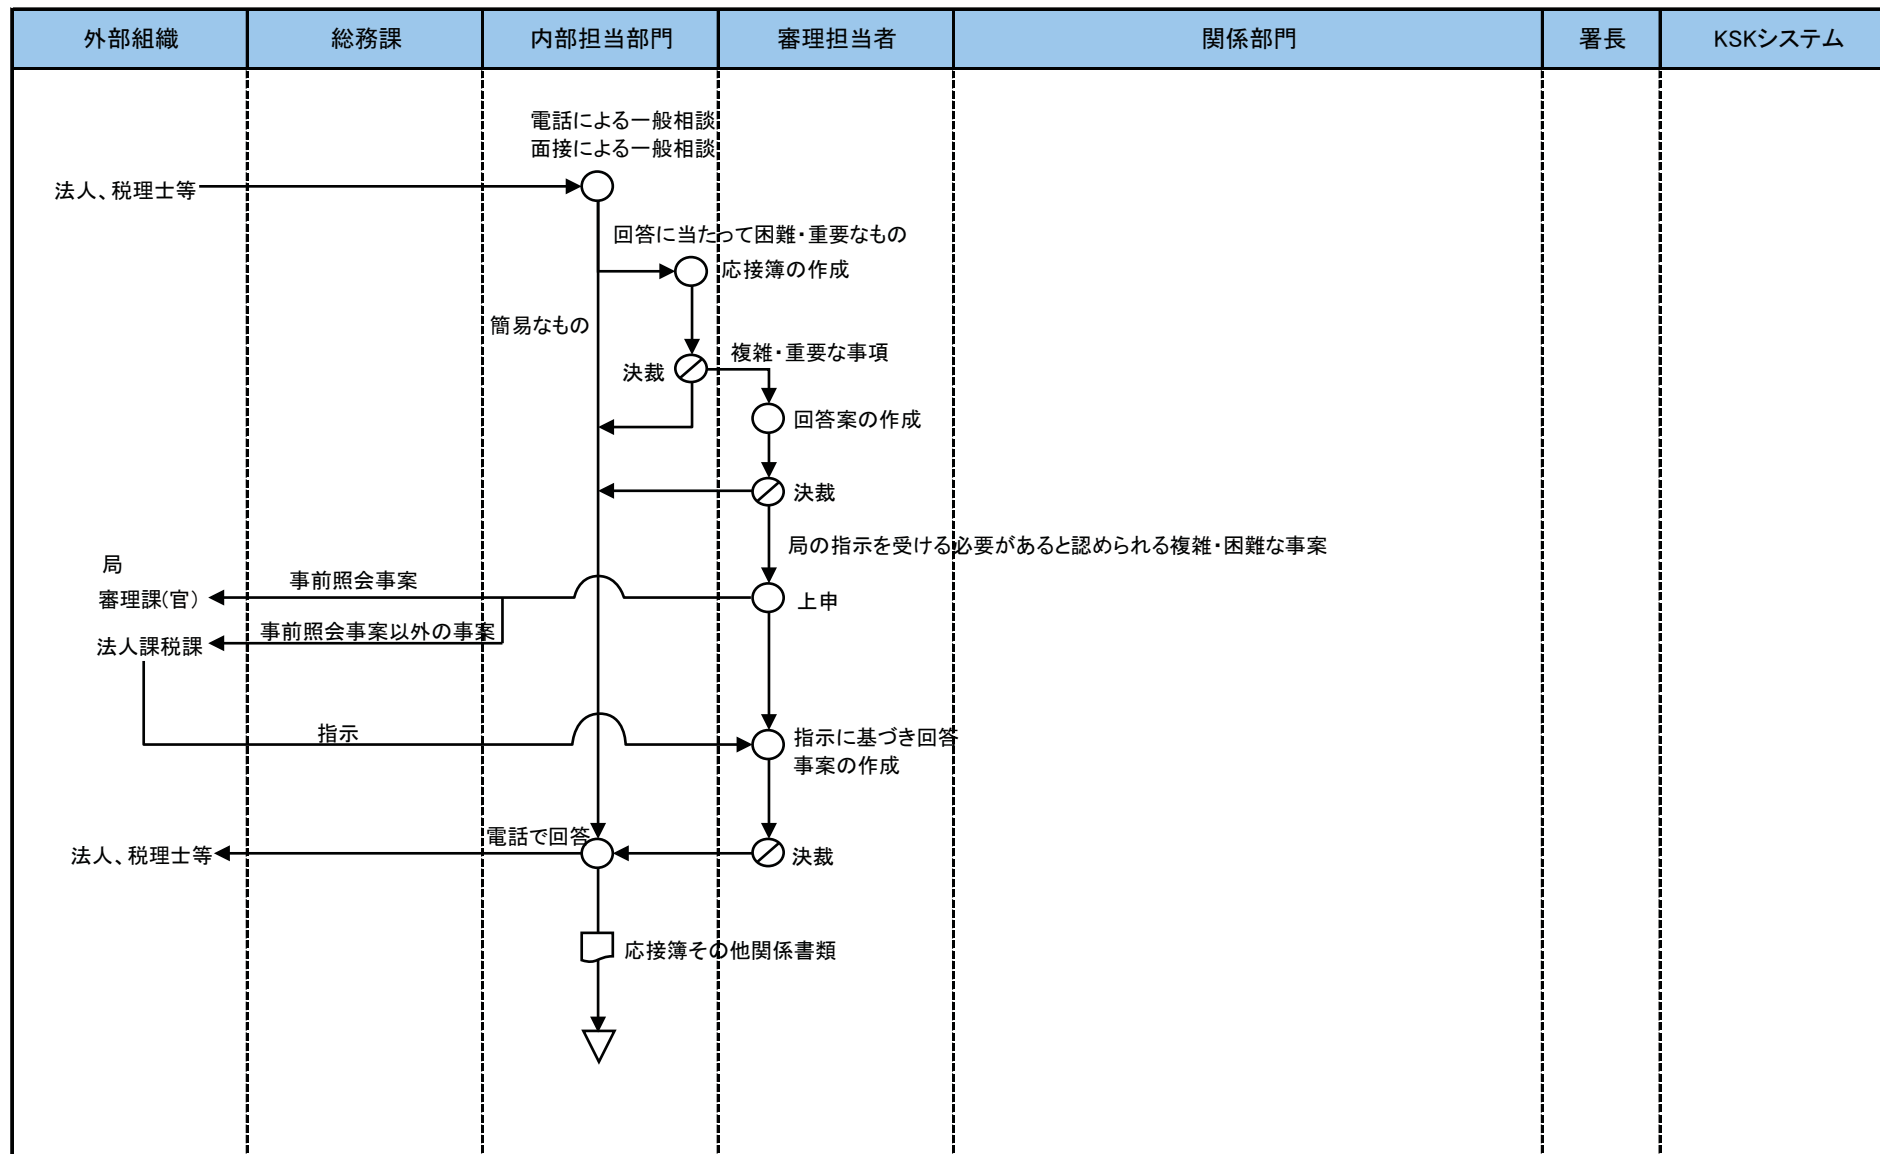 外部組織
総務課
内部担当部門
審理担当者
関係部門
署長
KSKシステム
電話による一般相談
面接による一般相談
法人、税理士等
回答に当たって困難・重要なもの
応接簿の作成
簡易なもの
複雑・重要な事項
決裁
回答案の作成
決裁
局の指示を受ける必要があると認められる複雑・困難な事案
局
審理課(官)
事前照会事案
上申
事前照会事案以外の事案
法人課税課
指示
指示に基づき回答
事案の作成
電話で回答
法人、税理士等
決裁
応接簿その他関係書類